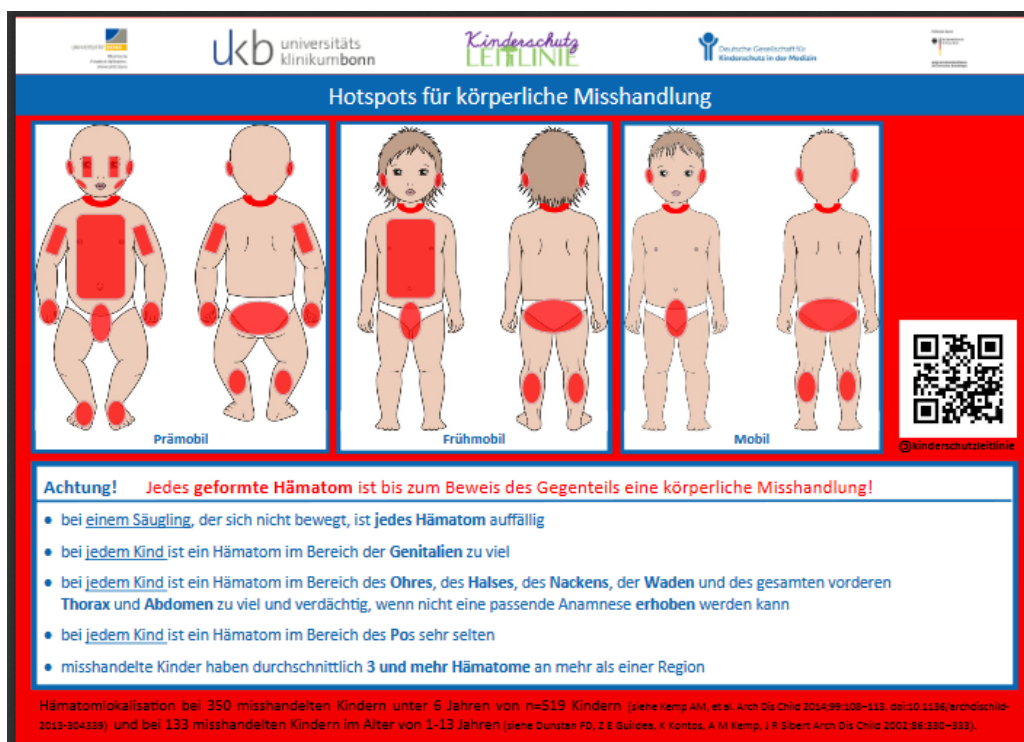 ukb universitäts
klinikumbonn
Kinderschutz
LEITLINIE
Deutsche Gesellschaft für
Kinderschutz in der Medizin
Hotspots für körperliche Misshandlung
Prämobil
Frühmobil
Mobil
@kinderschutzleitlinie
Achtung! Jedes geformte Hämatom ist bis zum Beweis des Gegenteils eine körperliche Misshandlung!
• bei einem Säugling, der sich nicht bewegt, ist jedes Hämatom auffällig
• bei jedem Kind ist ein Hämatom im Bereich der Genitalien zu viel
• bei jedem Kind ist ein Hämatom im Bereich des Ohres, des Halses, des Nackens, der Waden und des gesamten vorderen
Thorax und Abdomen zu viel und verdächtig, wenn nicht eine passende Anamnese erhoben werden kann
• bei jedem Kind ist ein Hämatom im Bereich des Pos sehr selten
• misshandelte Kinder haben durchschnittlich 3 und mehr Hämatome an mehr als einer Region
Hämatomlokalisation bei 350 misshandelten Kindern unter 6 Jahren von n=519 Kindern (siehe Kemp AM, et al. Arch Dis Child 2014;99:108–113. doi:10.1136/archdischild-
2013-304339) und bei 133 misshandelten Kindern im Alter von 1-13 Jahren (siehe Dunstan FD, Z E Guildea, K Kontos, A M Kemp, J R Sibert Arch Dis Child 2002;86:330–333).